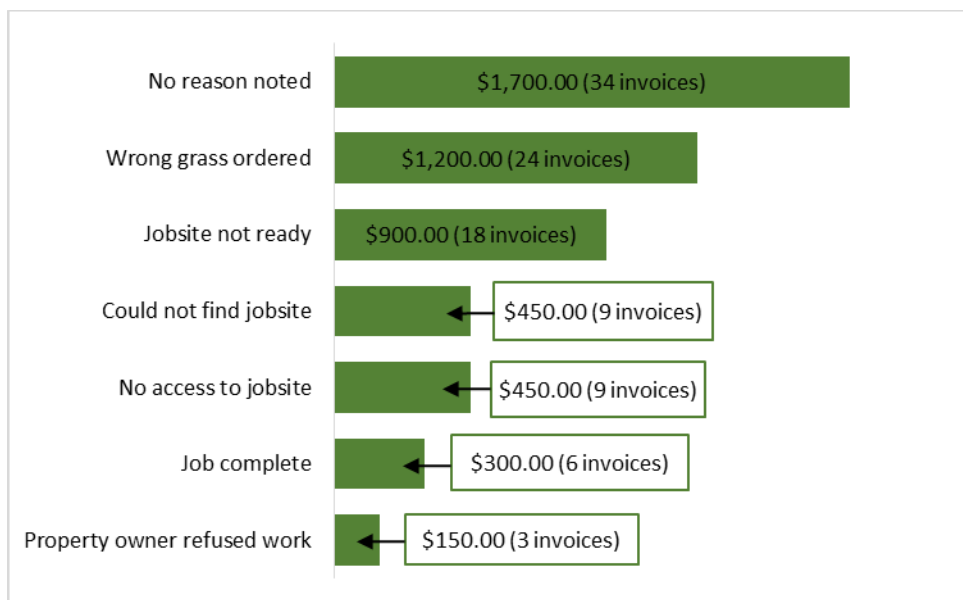 No reason noted $1,700.00 (34 invoices)
Wrong grass ordered $1,200.00 (24 invoices)
Jobsite not ready $900.00 (18 invoices)
Could not find jobsite $450.00 (9 invoices)
No access to jobsite $450.00 (9 invoices)
Job complete $300.00 (6 invoices)
Property owner refused work $150.00 (3 invoices)